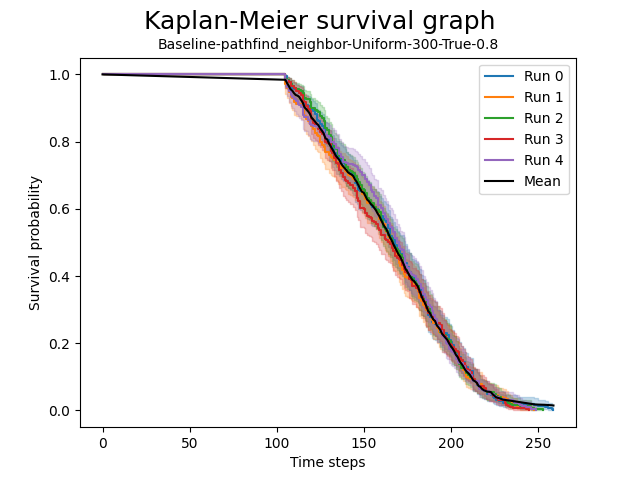 Kaplan-Meier survival graph
Baseline-pathfind_neighbor-Uniform-300-True-0.8
Survival probability
1.0
0.8
0.6
0.4
0.2
0.0
0
50
100
150
200
250
Time steps
Run 0
Run 1
Run 2
Run 3
Run 4
Mean